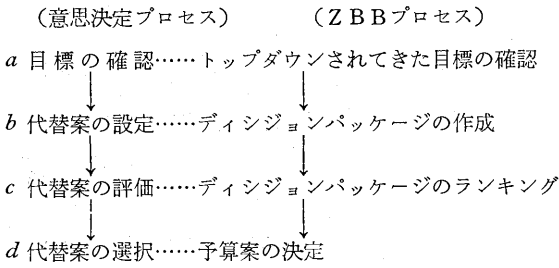 （意思決定プロセス）　（ＺＢＢプロセス）
a 目標の確認……トップダウンされてきた目標の確認
b 代替案の設定……ディシジョンパッケージの作成
c 代替案の評価……ディシジョンパッケージのランキング
d 代替案の選択……予算案の決定